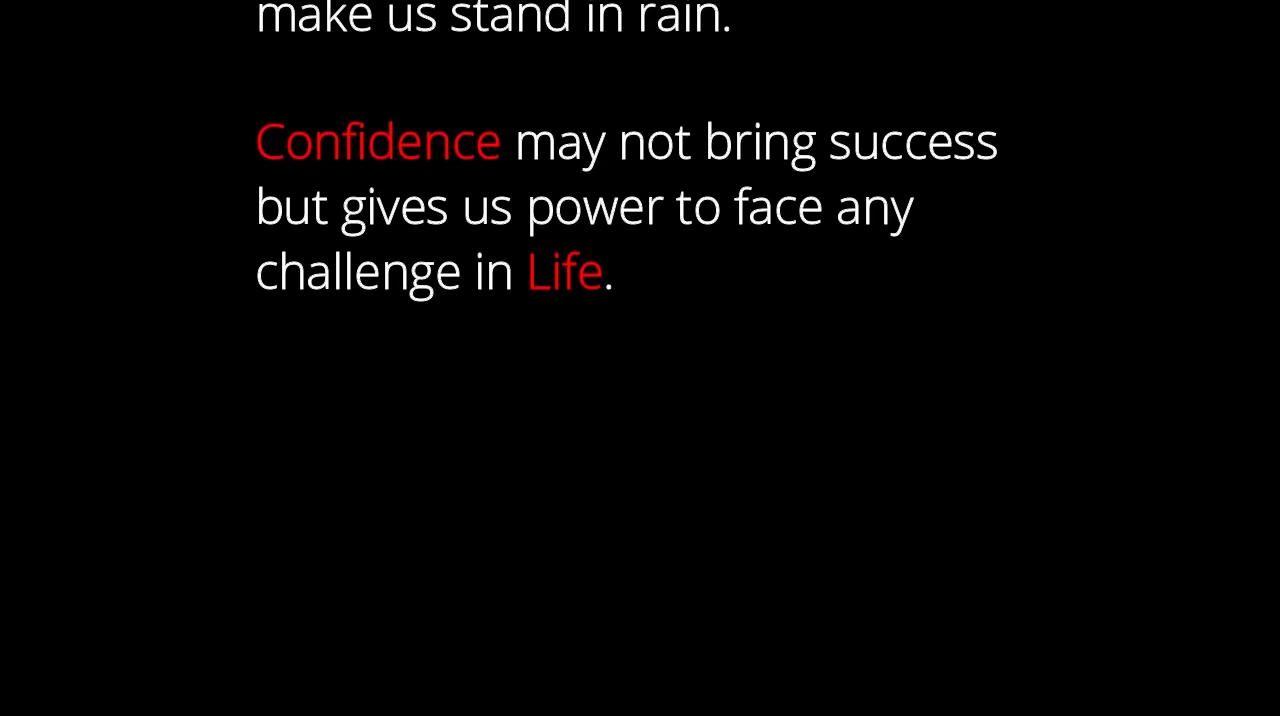 make us stand in rain.
Confidence may not bring success
but gives us power to face any
challenge in Life.